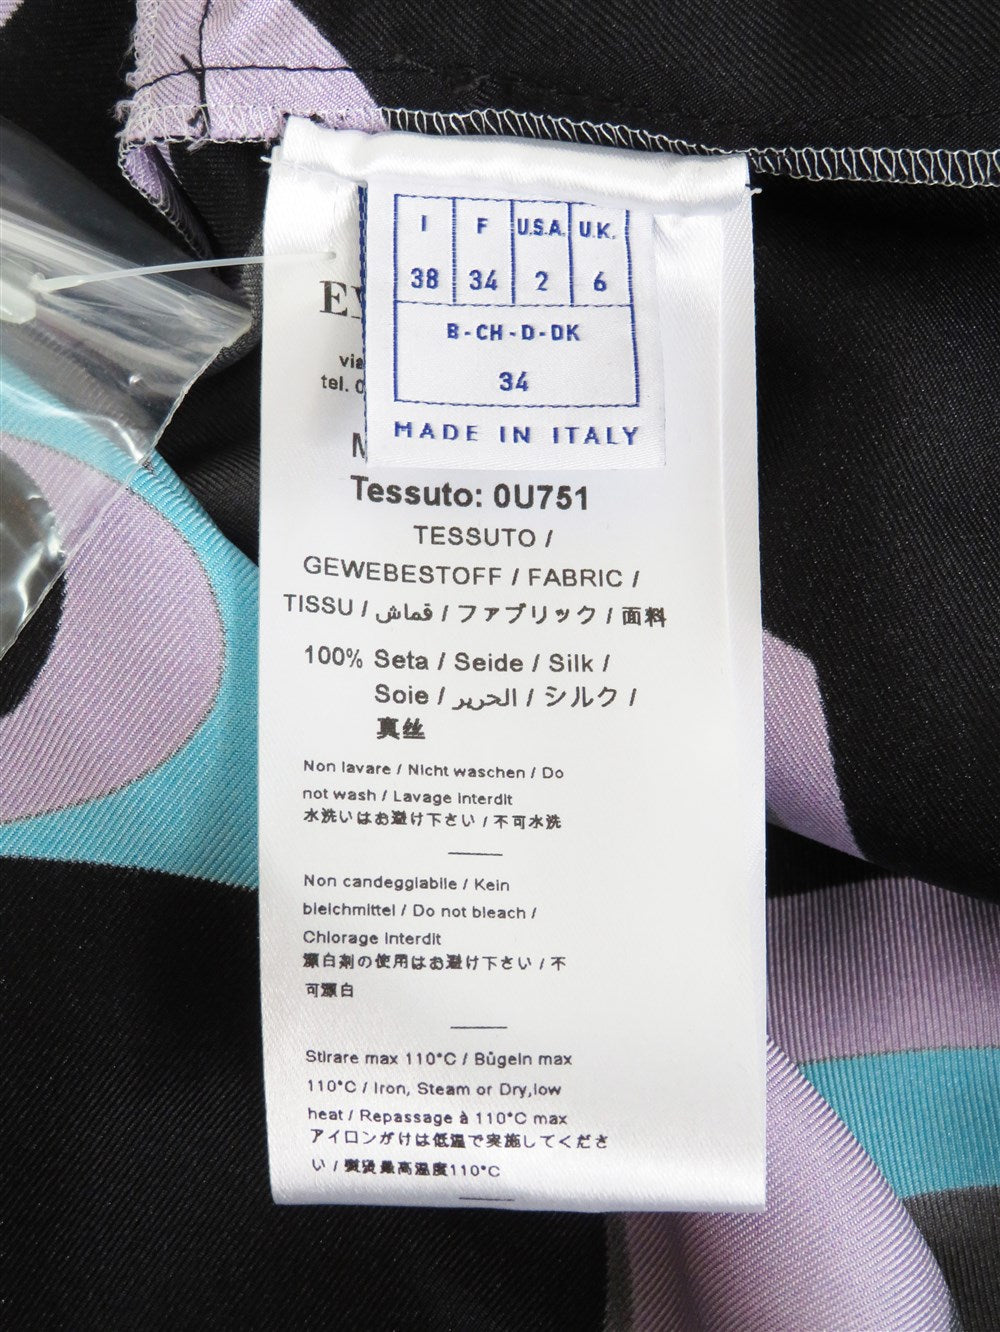 I F U.S.A. U.K.
38 34 2 6
B-CH-D-DK
34
MADE IN ITALY
via
tel. 0
Tessuto: 0U751
TESSUTO /
GEWEBESTOFF / FABRIC /
TISSU / قماش / ファブリック / 面料
100% Seta / Seide / Silk /
Soie / الحرير / シルク /
真丝
Non lavare / Nicht waschen / Do
not wash / Lavage interdit
水洗いはお避け下さい / 不可水洗
Non candeggiabile / Kein
bleichmittel / Do not bleach /
Chlorage interdit
漂白剤の使用はお避け下さい / 不
可漂白
Stirare max 110°C / Bügeln max
110°C / Iron, Steam or Dry,low
heat / Repassage à 110°C max
アイロンがけは低温で実施してくださ
い / 熨烫最高温度110°C